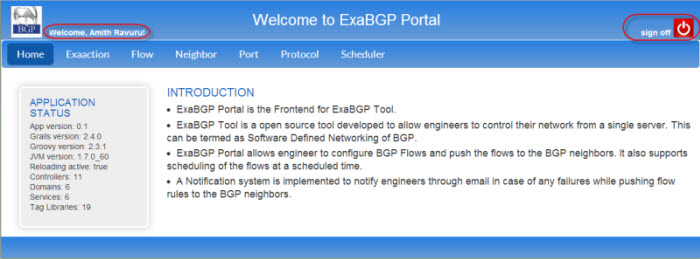 Welcome to ExaBGP Portal
BGP
Welcome, Amith Ravuru!
sign off
Home Exaaction Flow Neighbor Port Protocol Scheduler
APPLICATION
STATUS
App version: 0.1
Grails version: 2.4.0
Groovy version: 2.3.1
JVM version: 1.7.0_60
Reloading active: true
Controllers: 11
Domains: 6
Services: 6
Tag Libraries: 19
INTRODUCTION
• ExaBGP Portal is the Frontend for ExaBGP Tool.
• ExaBGP Tool is a open source tool developed to allow engineers to control their network from a single server. This
can be termed as Software Defined Networking of BGP.
• ExaBGP Portal allows engineer to configure BGP Flows and push the flows to the BGP neighbors. It also supports
scheduling of the flows at a scheduled time.
• A Notification system is implemented to notify engineers through email in case of any failures while pushing flow
rules to the BGP neighbors.